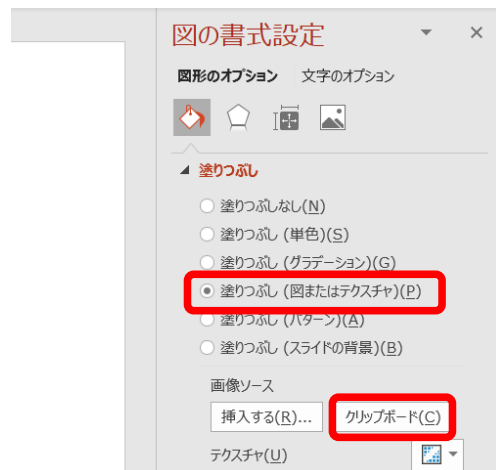 図の書式設定
図形のオプション 文字のオプション
塗りつぶし
塗りつぶしなし(N)
塗りつぶし (単色)(S)
塗りつぶし (グラデーション)(G)
塗りつぶし (図またはテクスチャ)(P)
塗りつぶし (パターン)(A)
塗りつぶし (スライドの背景)(B)
画像ソース
挿入する(R)... クリップボード(C)
テクスチャ(U)